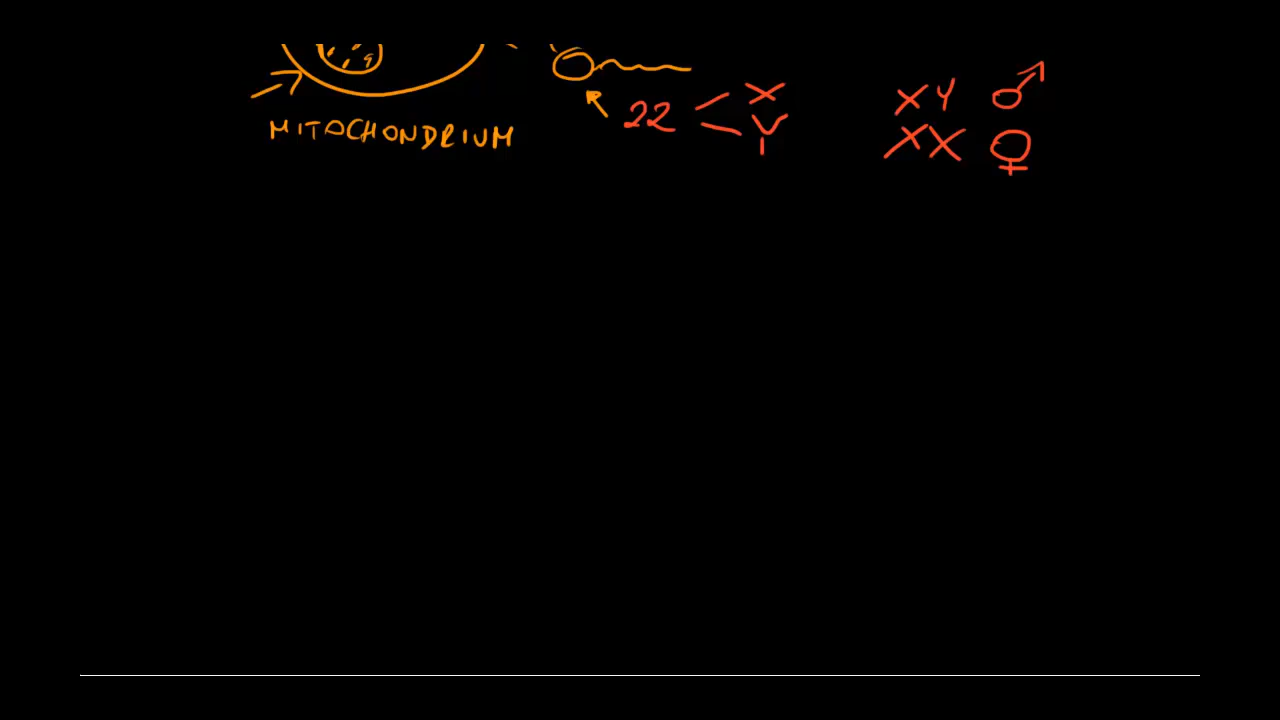 22 X Y
XY ♂
XX ♀
MITOCHONDRIUM